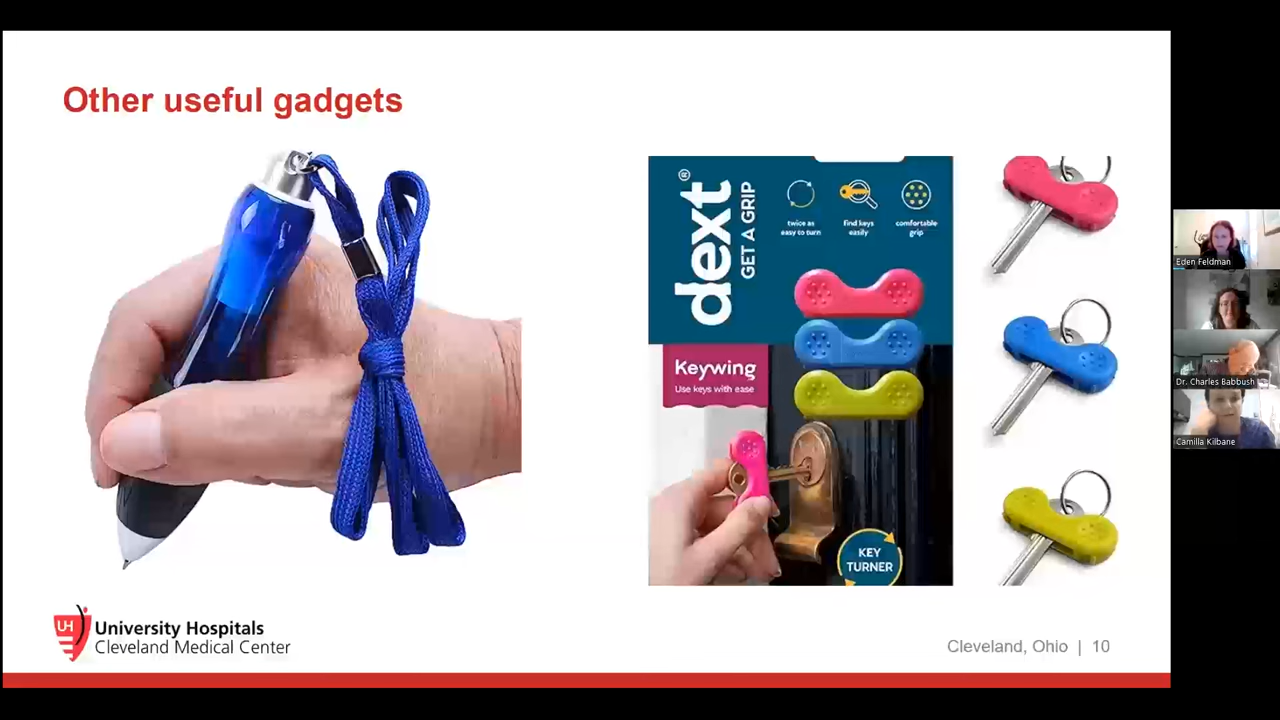 Other useful gadgets
dext®
GET A GRIP
twice as
easy to turn
find keys
easily
comfortable
grip
Keywing
Use keys with ease
KEY
TURNER
UH
University Hospitals
Cleveland Medical Center
Cleveland, Ohio | 10
Eden Feldman
Dr. Charles Babbush
Camilla Kilbane